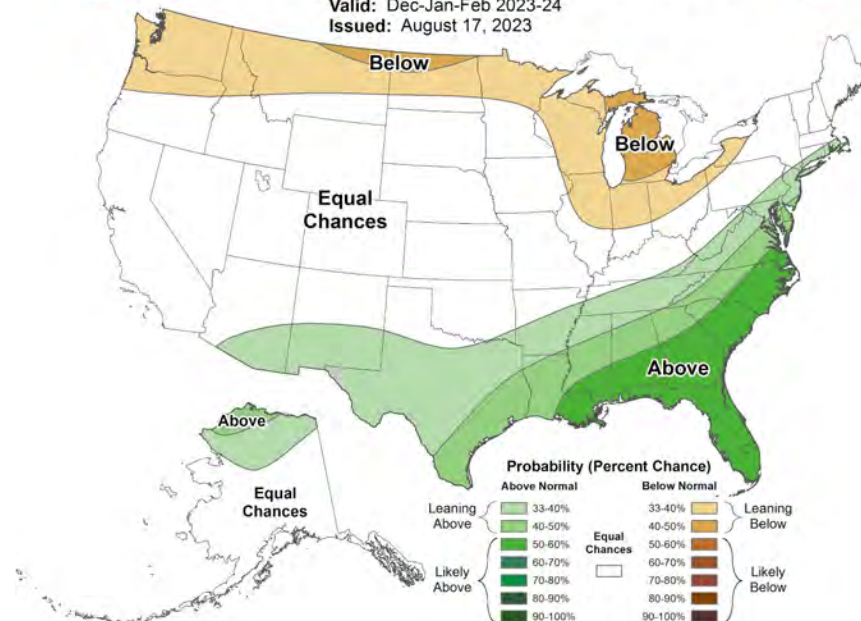 Valid: Dec-Jan-Feb 2023-24
Issued: August 17, 2023
Below
Below
Equal
Chances
Above
Above
Equal
Chances
Probability (Percent Chance)
Above Normal
Below Normal
Leaning
Above
33-40%
40-50%
Likely
Above
50-60%
60-70%
70-80%
80-90%
90-100%
Equal
Chances
33-40%
40-50%
Leaning
Below
50-60%
60-70%
70-80%
80-90%
90-100%
Likely
Below